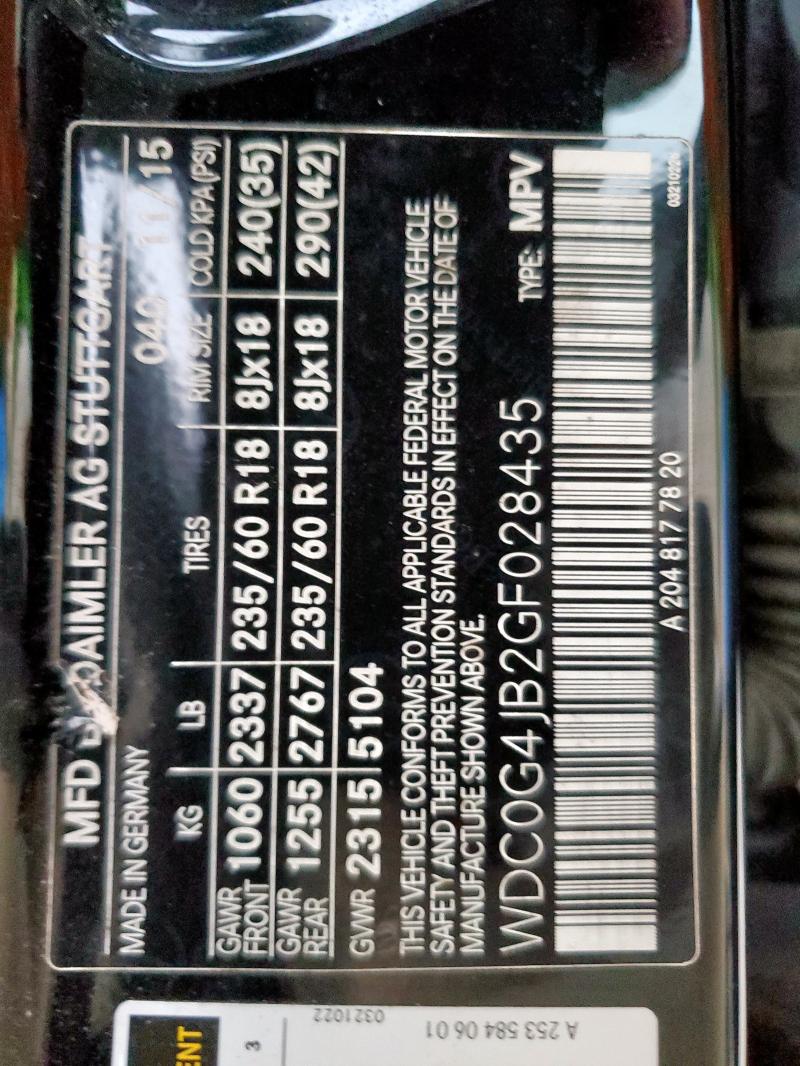 MFD BY DAIMLER AG STUTTGART
MADE IN GERMANY 040 11/15
KG LB TIRES RIM SIZE COLD KPA (PSI)
GAWR FRONT 1060 2337 235/60 R18 8Jx18 240(35)
GAWR REAR 1255 2767 235/60 R18 8Jx18 290(42)
GVWR 2315 5104
THIS VEHICLE CONFORMS TO ALL APPLICABLE FEDERAL MOTOR VEHICLE
SAFETY AND THEFT PREVENTION STANDARDS IN EFFECT ON THE DATE OF
MANUFACTURE SHOWN ABOVE.
WDC0G4JB2GF028435 TYPE: MPV
A 204 817 78 20
ENT
3
0321022
A 253 584 06 01